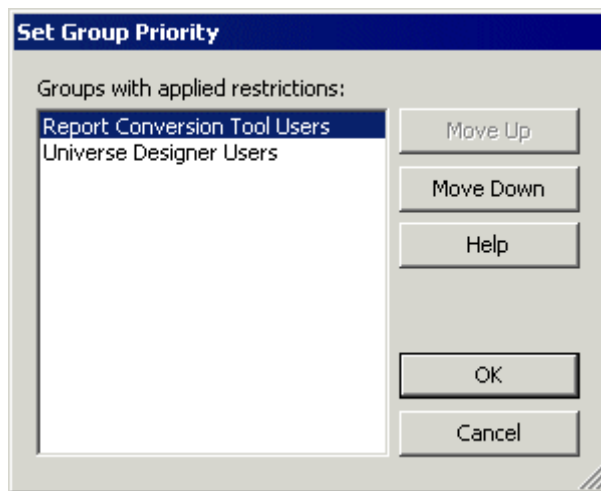 Set Group Priority
Groups with applied restrictions:
Report Conversion Tool Users
Universe Designer Users
Move Up
Move Down
Help
OK
Cancel